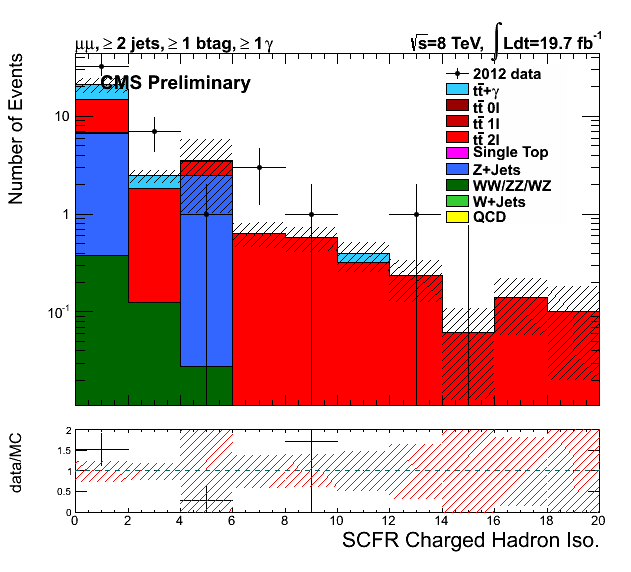 μμ, ≥ 2 jets, ≥ 1 btag, ≥ 1 γ
√s=8 TeV, ∫ Ldt=19.7 fb⁻¹
CMS Preliminary
Number of Events
10
1
10⁻¹
2012 data
tt̄+γ
tt̄ 0l
tt̄ 1l
tt̄ 2l
Single Top
Z+Jets
WW/ZZ/WZ
W+Jets
QCD
data/MC
2
1.5
1
0.5
0
0 2 4 6 8 10 12 14 16 18 20
SCFR Charged Hadron Iso.